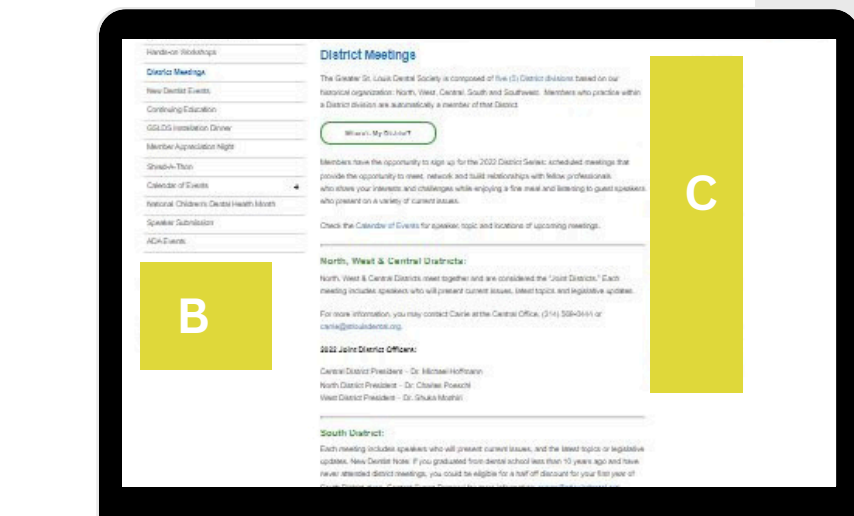 Hands-on Workshops
District Meetings
New Dentist Events
Continuing Education
GSLDS Installation Dinner
Member Appreciation Night
Shred-A-Thon
Calendar of Events
National Children's Dental Health Month
Speaker Submission
ADA Events
B
District Meetings
The Greater St. Louis Dental Society is composed of five (5) District divisions based on our
historical organization: North, West, Central, South and Southwest. Members who practice within
a District division are automatically a member of that District.
Where's My District?
Members have the opportunity to sign up for the 2022 District Series: scheduled meetings that
provide the opportunity to meet, network and build relationships with fellow professionals
who share your interests and challenges while enjoying a fine meal and listening to guest speakers
who present on a variety of current issues.
Check the Calendar of Events for speaker, topic and locations of upcoming meetings.
North, West & Central Districts:
North, West & Central Districts meet together and are considered the "Joint Districts." Each
meeting includes speakers who will present current issues, latest topics and legislative updates.
For more information, you may contact Carrie at the Central Office, (314)
2022 Joint District Officers:
Central District President – Dr. Michael Hoffmann
North District President – Dr. Charles Poeschl
West District President – Dr. Shuka Moshiri
South District:
Each meeting includes speakers who will present current issues, and the latest topics or legislative
updates. New Dentist Note: If you graduated from dental school less than 10 years ago and have
never attended district meetings, you could be eligible for a half off discount for your first year of
C